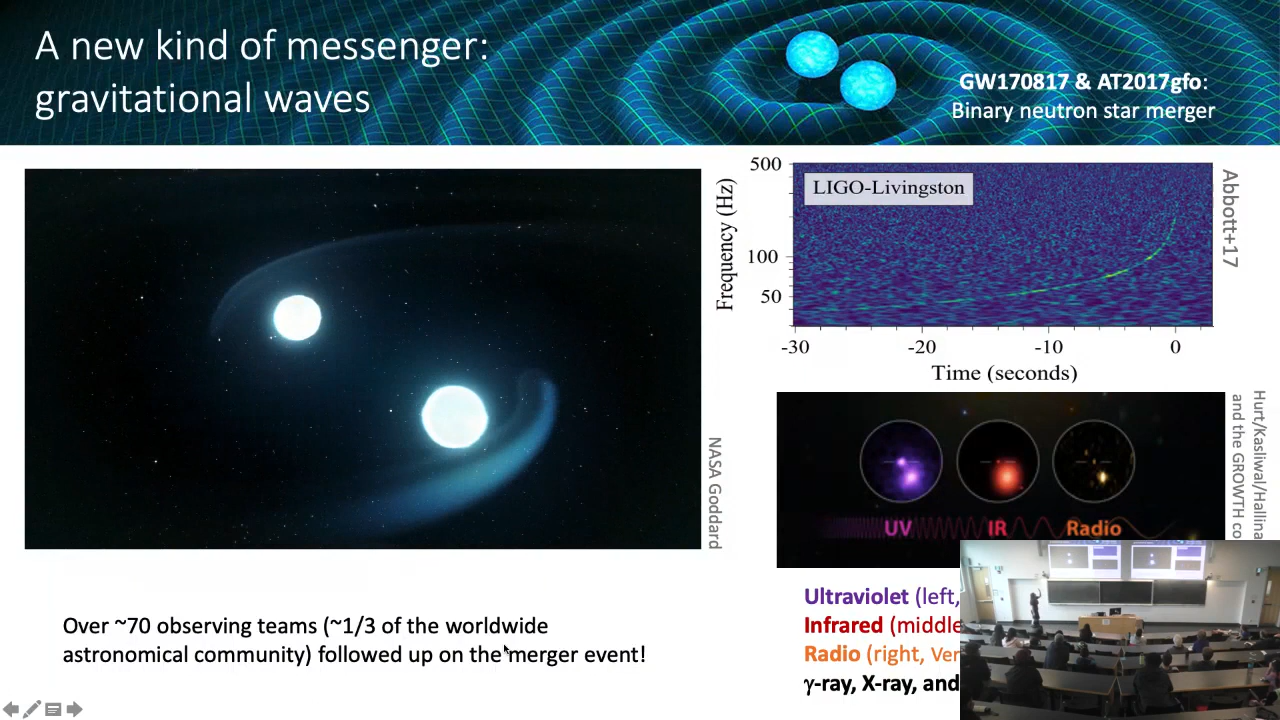 A new kind of messenger:
gravitational waves
GW170817 & AT2017gfo:
Binary neutron star merger
NASA Goddard
500
100
50
Frequency (Hz)
LIGO-Livingston
-30
-20
-10
0
Time (seconds)
Abbott+17
UV
IR
Radio
Hurt/Kasliwal/Hallina
and the GROWTH co
Over ~70 observing teams (~1/3 of the worldwide
astronomical community) followed up on the merger event!
Ultraviolet (left,
Infrared (middle
Radio (right, Ver
γ-ray, X-ray, and